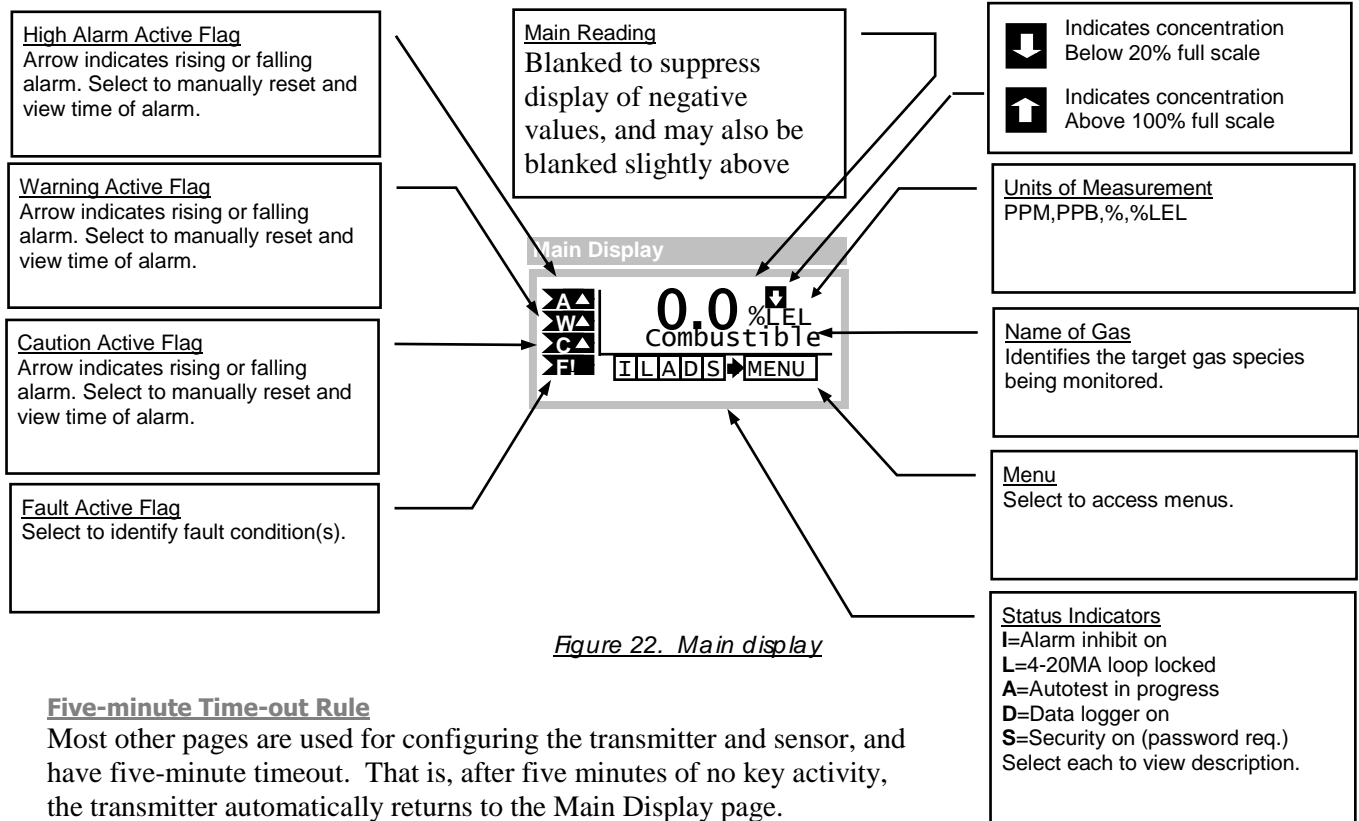 High Alarm Active Flag
Arrow indicates rising or falling
alarm. Select to manually reset and
view time of alarm.
Warning Active Flag
Arrow indicates rising or falling
alarm. Select to manually reset and
view time of alarm.
Caution Active Flag
Arrow indicates rising or falling
alarm. Select to manually reset and
view time of alarm.
Fault Active Flag
Select to identify fault condition(s).
Main Reading
Blanked to suppress
display of negative
values, and may also be
blanked slightly above
Main Display
A
W
C
F!
0.0 %LEL
Combustible
I L A D S MENU
Indicates concentration
Below 20% full scale
Indicates concentration
Above 100% full scale
Units of Measurement
PPM,PPB,%,%LEL
Name of Gas
Identifies the target gas species
being monitored.
Menu
Select to access menus.
Status Indicators
I=Alarm inhibit on
L=4-20MA loop locked
A=Autotest in progress
D=Data logger on
S=Security on (password req.)
Select each to view description.
Figure 22. Main display
Five-minute Time-out Rule
Most other pages are used for configuring the transmitter and sensor, and
have five-minute timeout. That is, after five minutes of no key activity,
the transmitter automatically returns to the Main Display page.